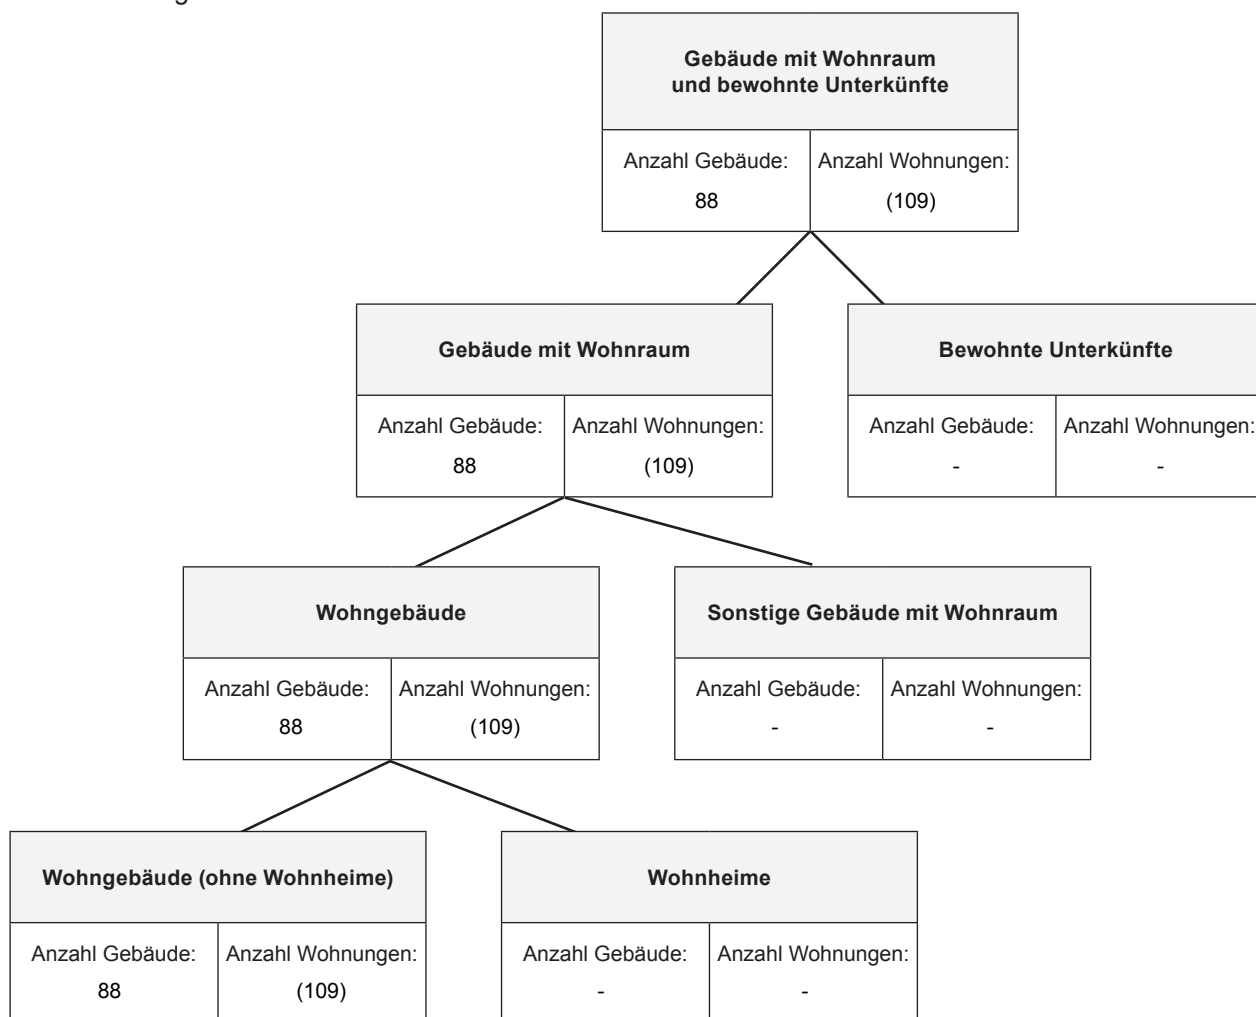 Gebäude mit Wohnraum
und bewohnte Unterkünfte
Anzahl Gebäude:
88
Anzahl Wohnungen:
(109)
Gebäude mit Wohnraum
Anzahl Gebäude:
88
Anzahl Wohnungen:
(109)
Bewohnte Unterkünfte
Anzahl Gebäude:
-
Anzahl Wohnungen:
-
Wohngebäude
Anzahl Gebäude:
88
Anzahl Wohnungen:
(109)
Sonstige Gebäude mit Wohnraum
Anzahl Gebäude:
-
Anzahl Wohnungen:
-
Wohngebäude (ohne Wohnheime)
Anzahl Gebäude:
88
Anzahl Wohnungen:
(109)
Wohnheime
Anzahl Gebäude:
-
Anzahl Wohnungen:
-